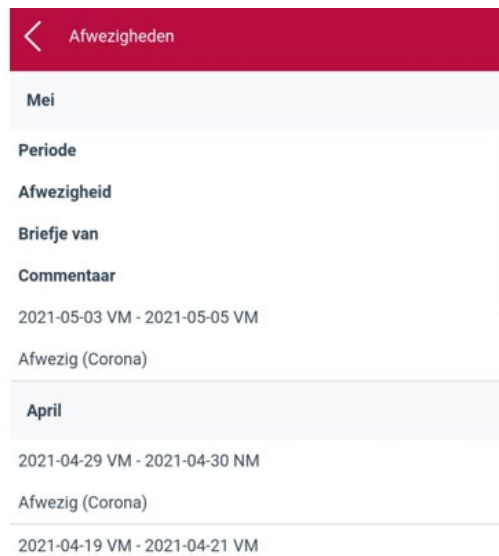 Afwezigheden
Mei
Periode
Afwezigheid
Briefje van
Commentaar
2021-05-03 VM - 2021-05-05 VM
Afwezig (Corona)
April
2021-04-29 VM - 2021-04-30 NM
Afwezig (Corona)
2021-04-19 VM - 2021-04-21 VM